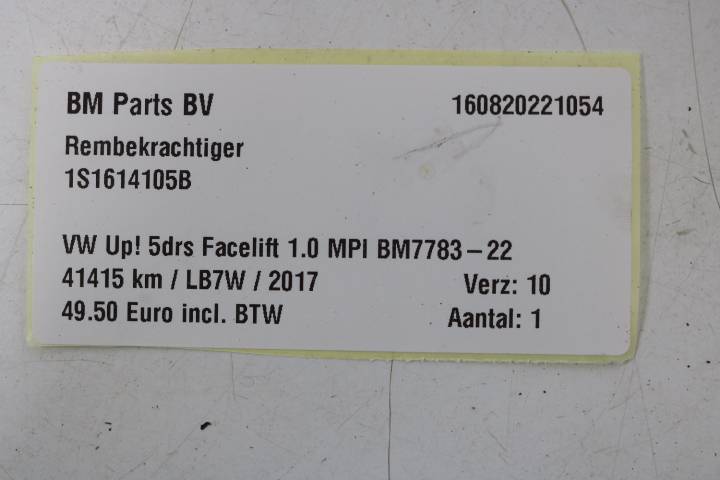 BM Parts BV 160820221054
Rembekrachtiger
1S1614105B
VW Up! 5drs Facelift 1.0 MPI BM7783-22
41415 km / LB7W / 2017 Verz: 10
49.50 Euro incl. BTW Aantal: 1